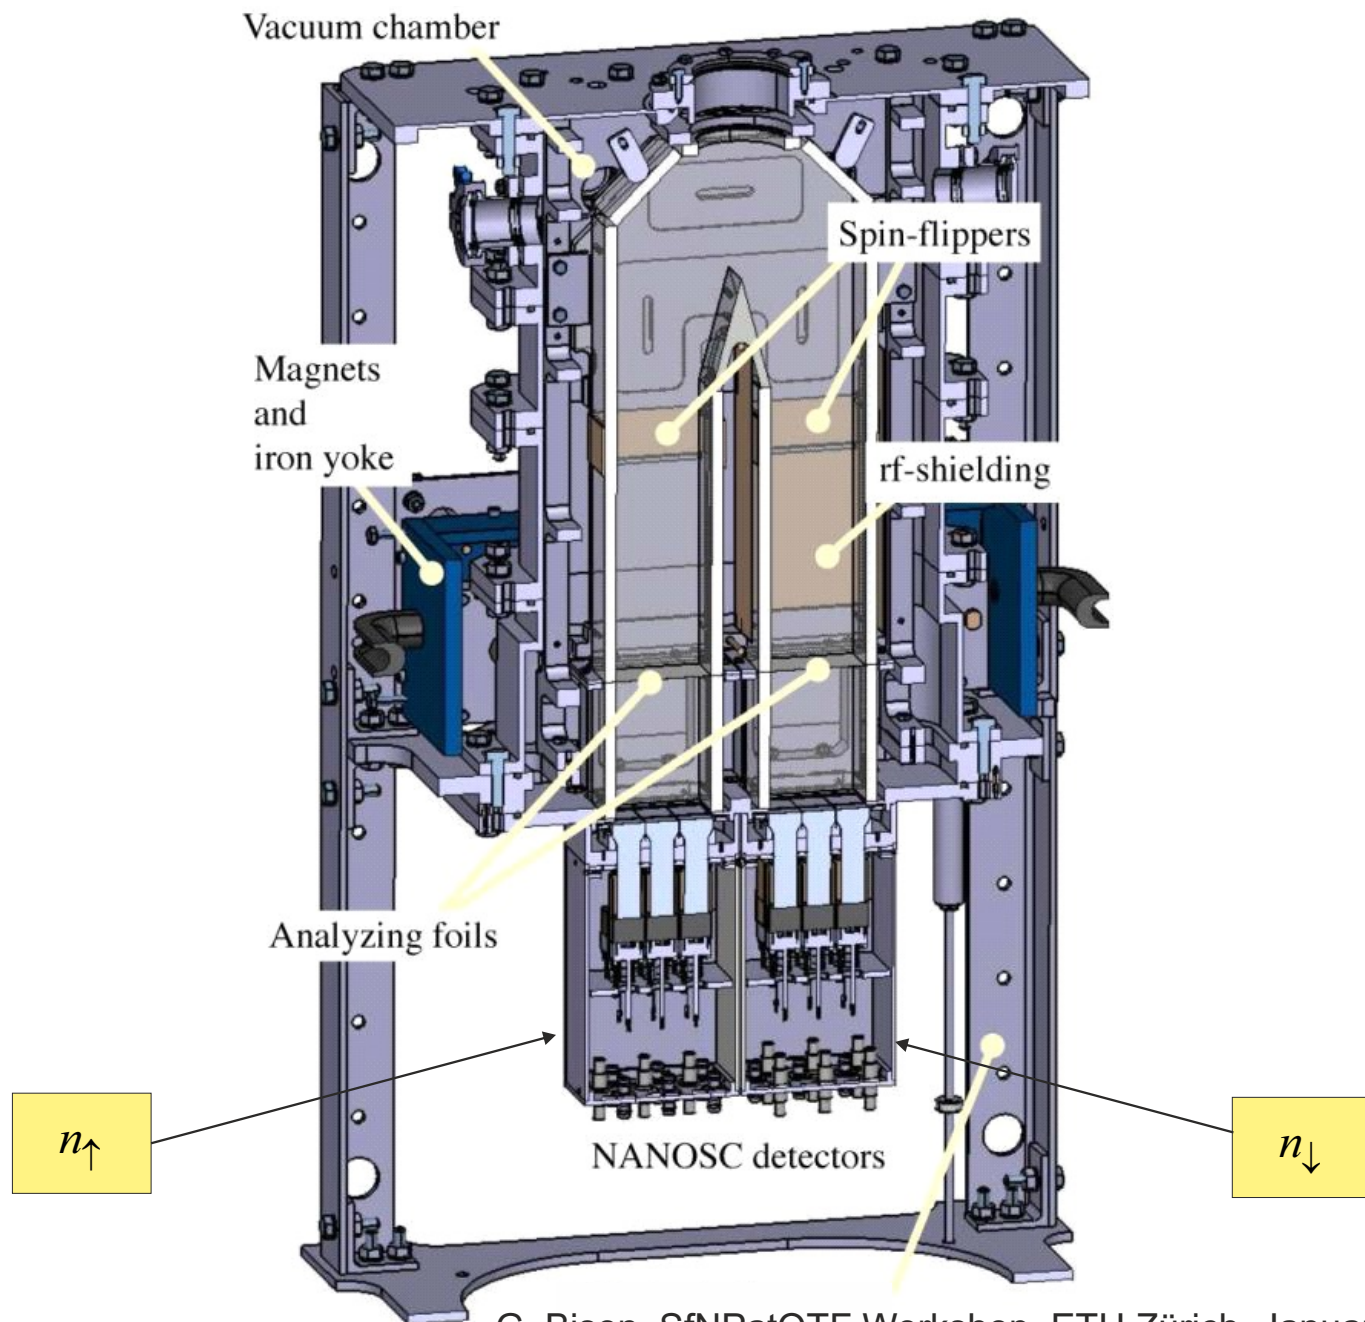 Vacuum chamber
Spin-flippers
Magnets
and
iron yoke
rf-shielding
Analyzing foils
n↑
NANOSC detectors
n↓